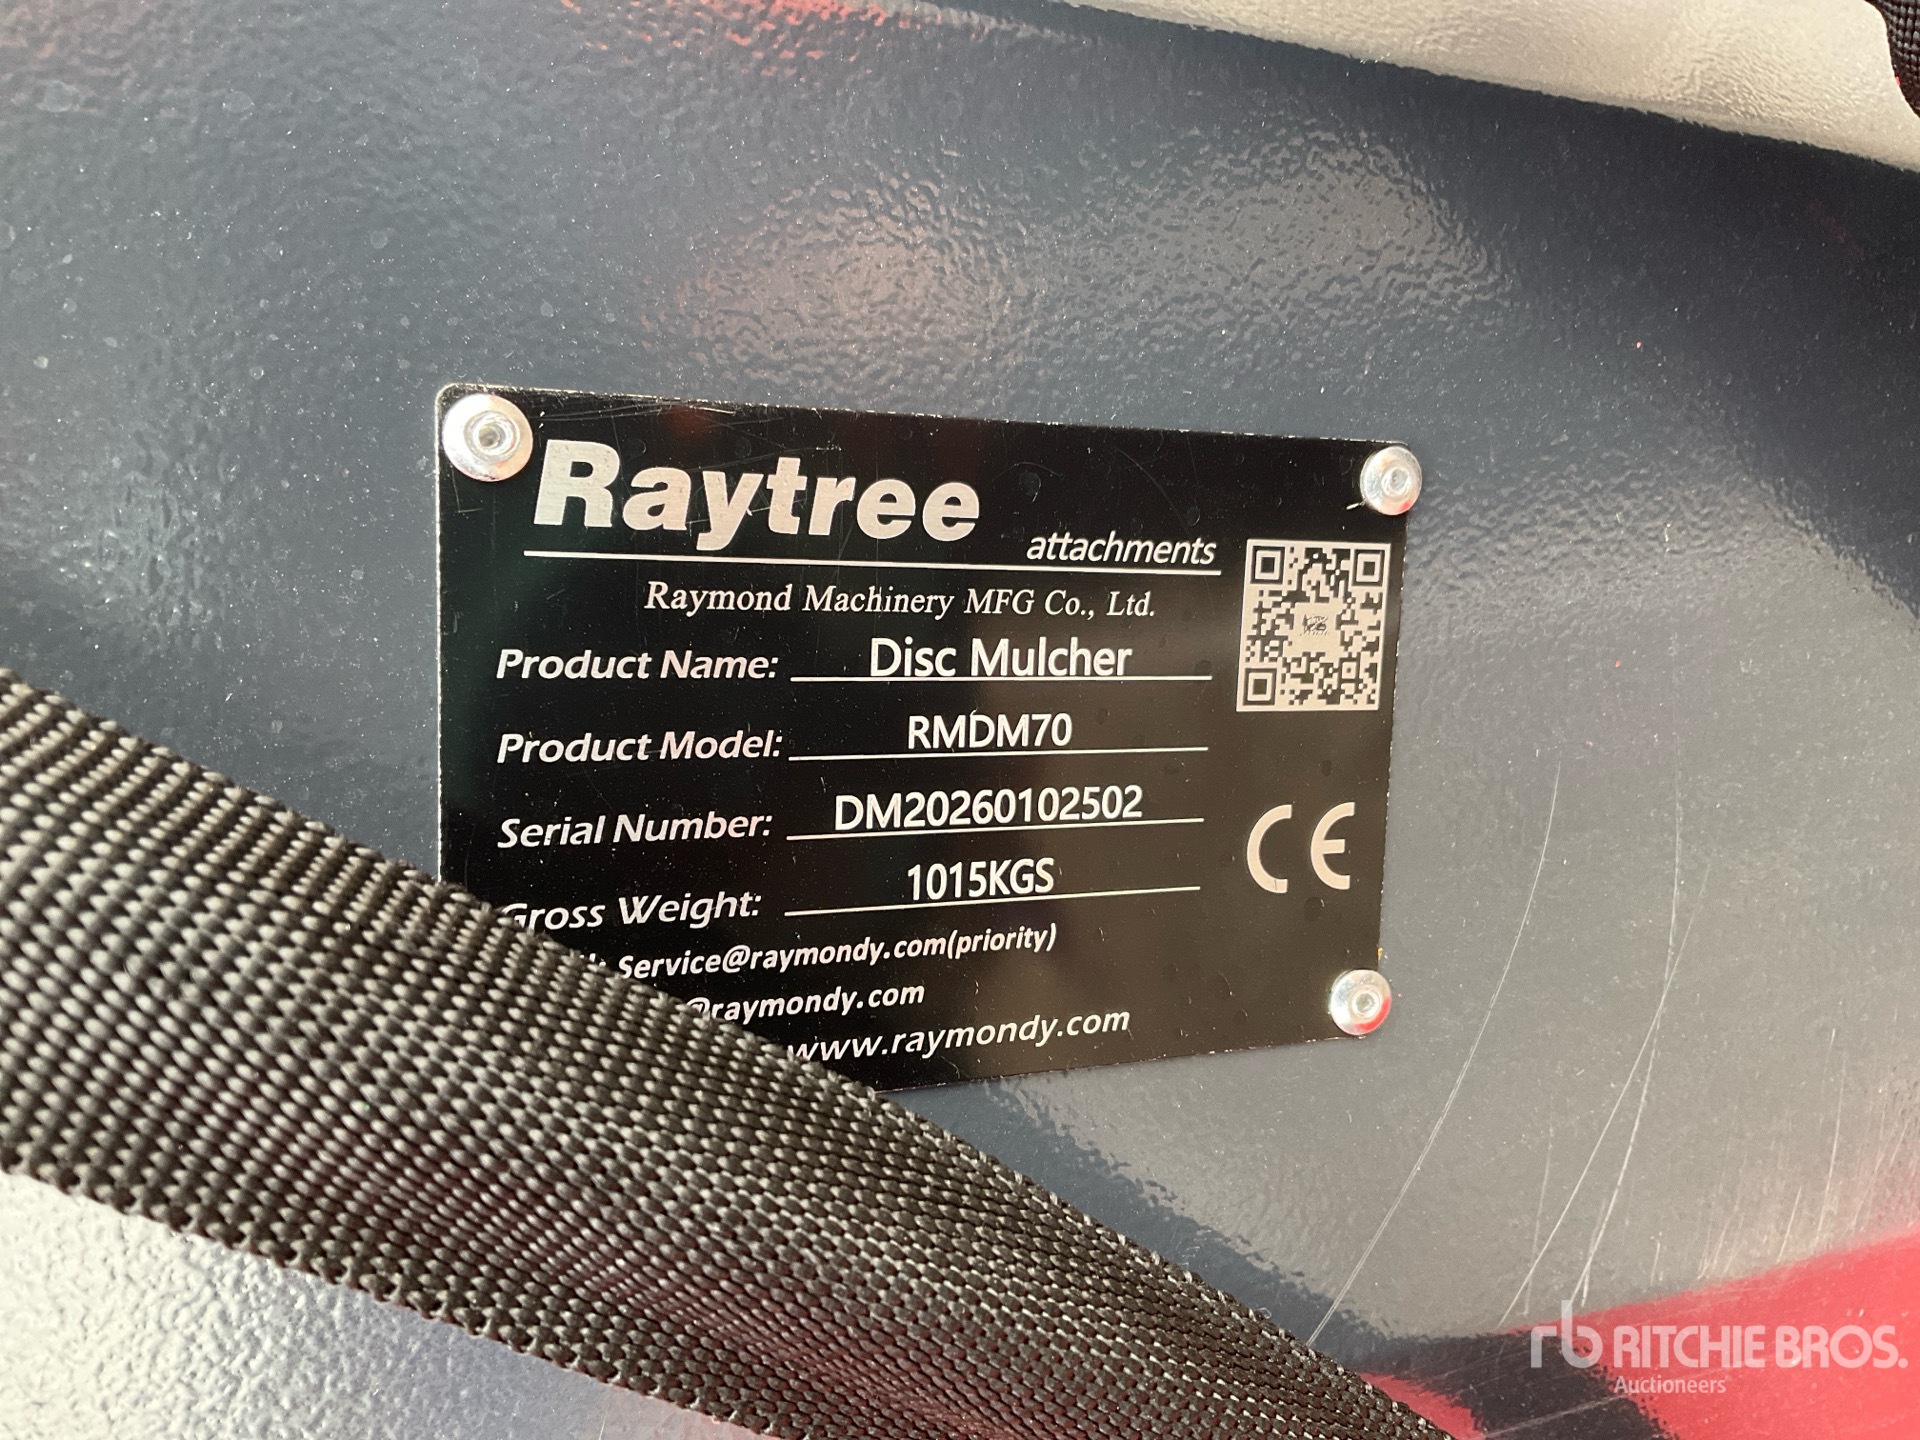 Raytree
attachments
Raymond Machinery MFG Co., Ltd.
Product Name: Disc Mulcher
Product Model: RMDM70
Serial Number: DM20260102502
Gross Weight: 1015KGS
Service@raymondy.com(priority)
@raymondy.com
www.raymondy.com
CE
rb RITCHIE BROS.
Auctioneers